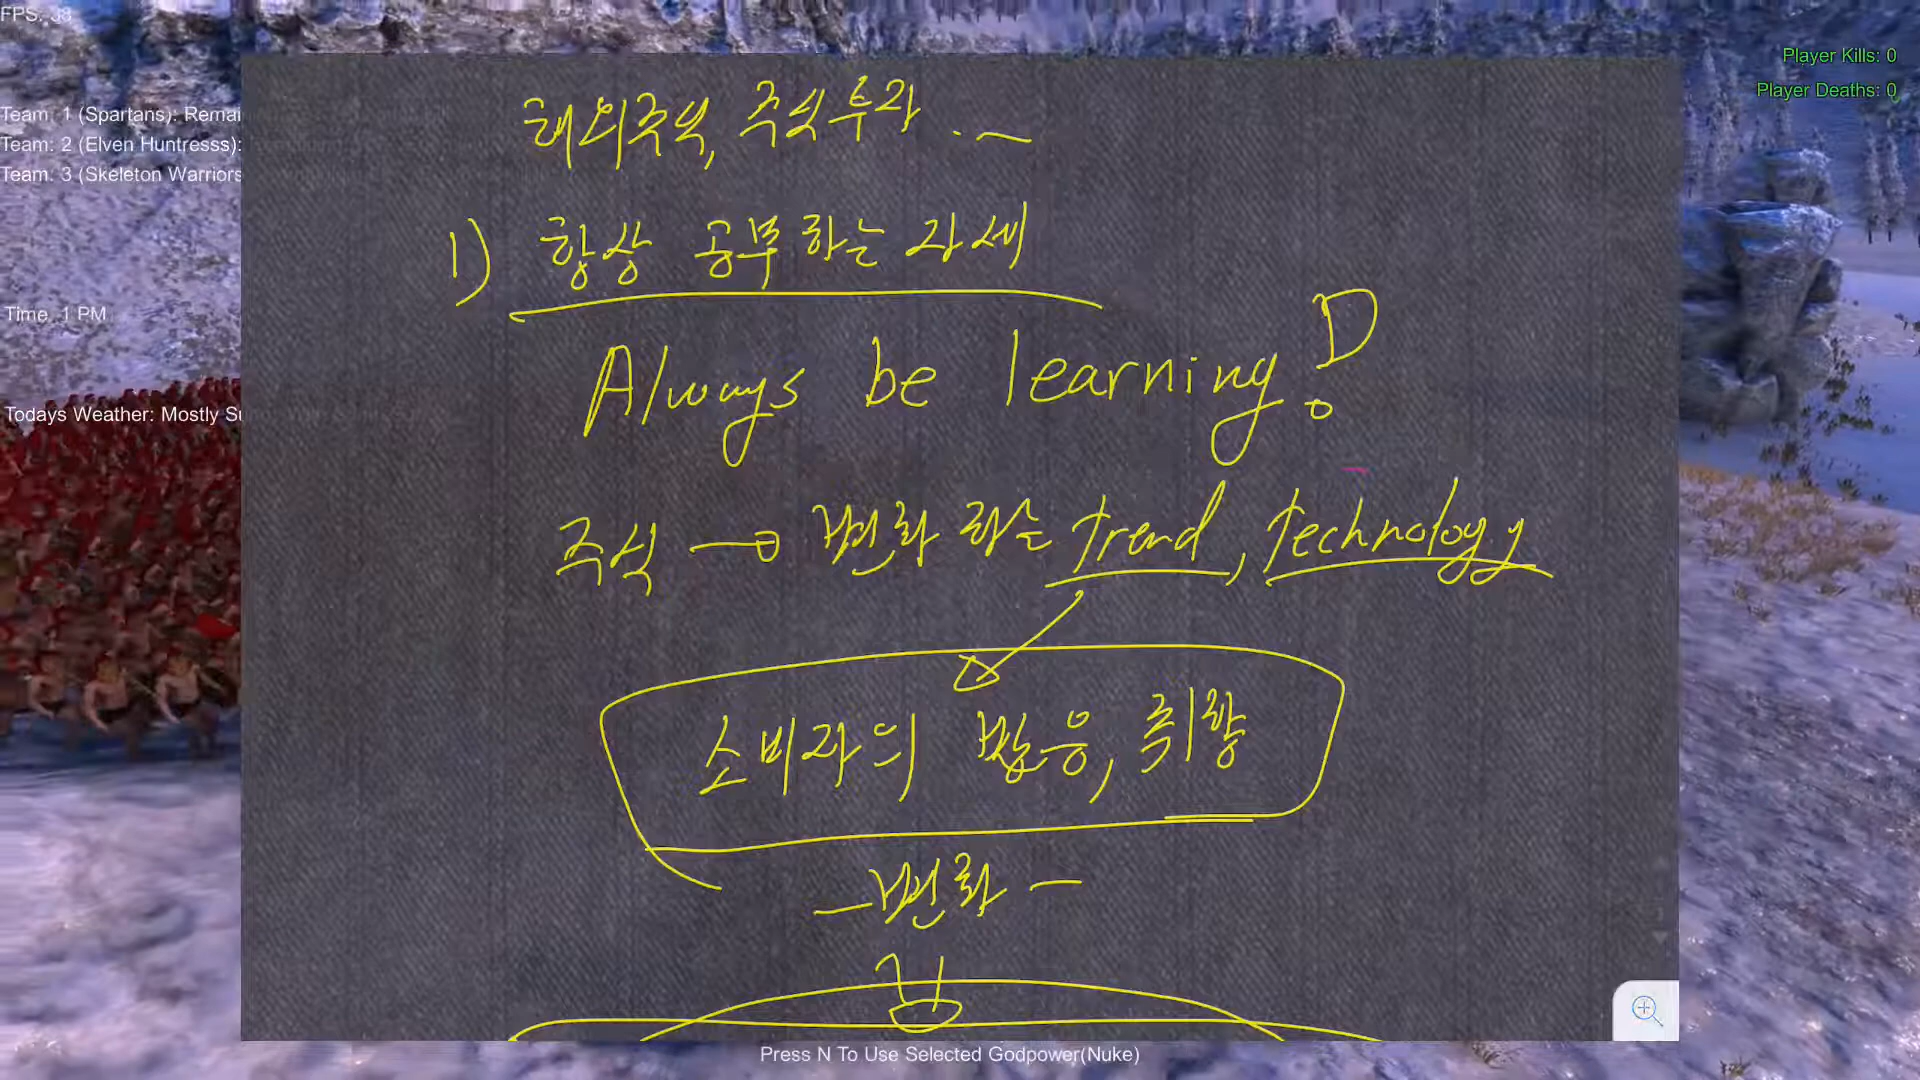 FPS: 38
Player Kills: 0
Player Deaths: 0
Team: 1 (Spartans): Remai
Team: 2 (Elven Huntresss):
Team: 3 (Skeleton Warriors
Time 1 PM
Todays Weather: Mostly Su
해외주식, 주식투자
1) 항상 공부하는 자세
Always be learning!
주식 → 변화하는 trend, technology
소비자의 반응, 취향
변화
Press N To Use Selected Godpower(Nuke)